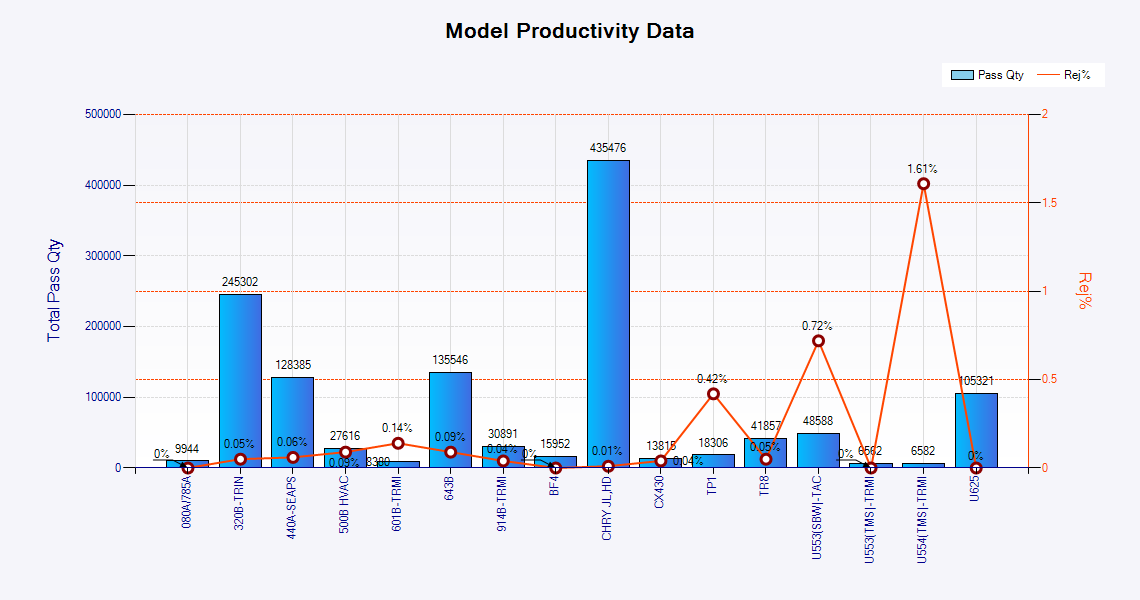 Model Productivity Data
Pass Qty
Rej%
Total Pass Qty
500000
400000
300000
200000
100000
0
2
1.5
1
0.5
0
Rej%
9944
245302
128385
27616
8380
135546
30891
15952
435476
13815
18306
41857
48588
6562
6582
105321
0%
0.05%
0.06%
0.09%
0.14%
0.09%
0.04%
0%
0.01%
0.04%
0.42%
0.05%
0.72%
0%
1.61%
0%
080A/785A
320B-TRIN
440A-SEAPS
500B HVAC
601B-TRMI
643B
914B-TRMI
BF4
CHRY JL,HD
CX430
TP1
TR8
U553[SBW]-TAC
U553[TMS]-TRMI
U554[TMS]-TRMI
U625